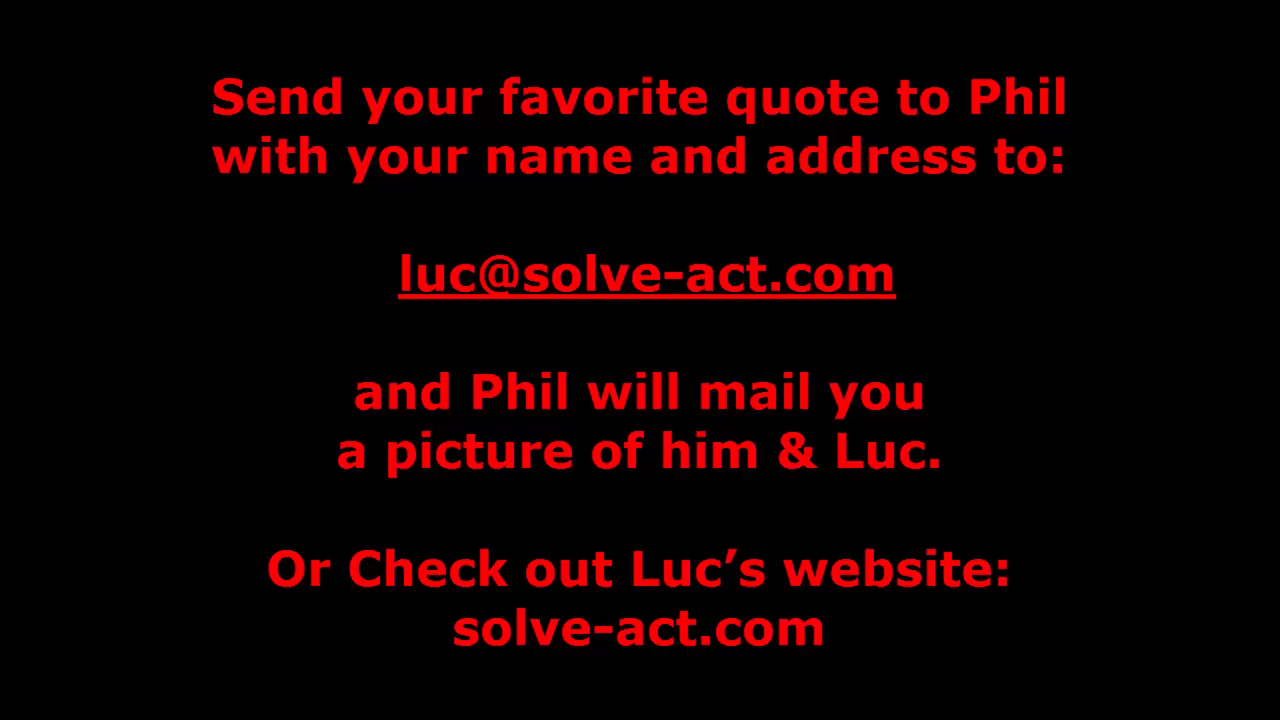 Send your favorite quote to Phil
with your name and address to:
luc@solve-act.com
and Phil will mail you
a picture of him & Luc.
Or Check out Luc’s website:
solve-act.com